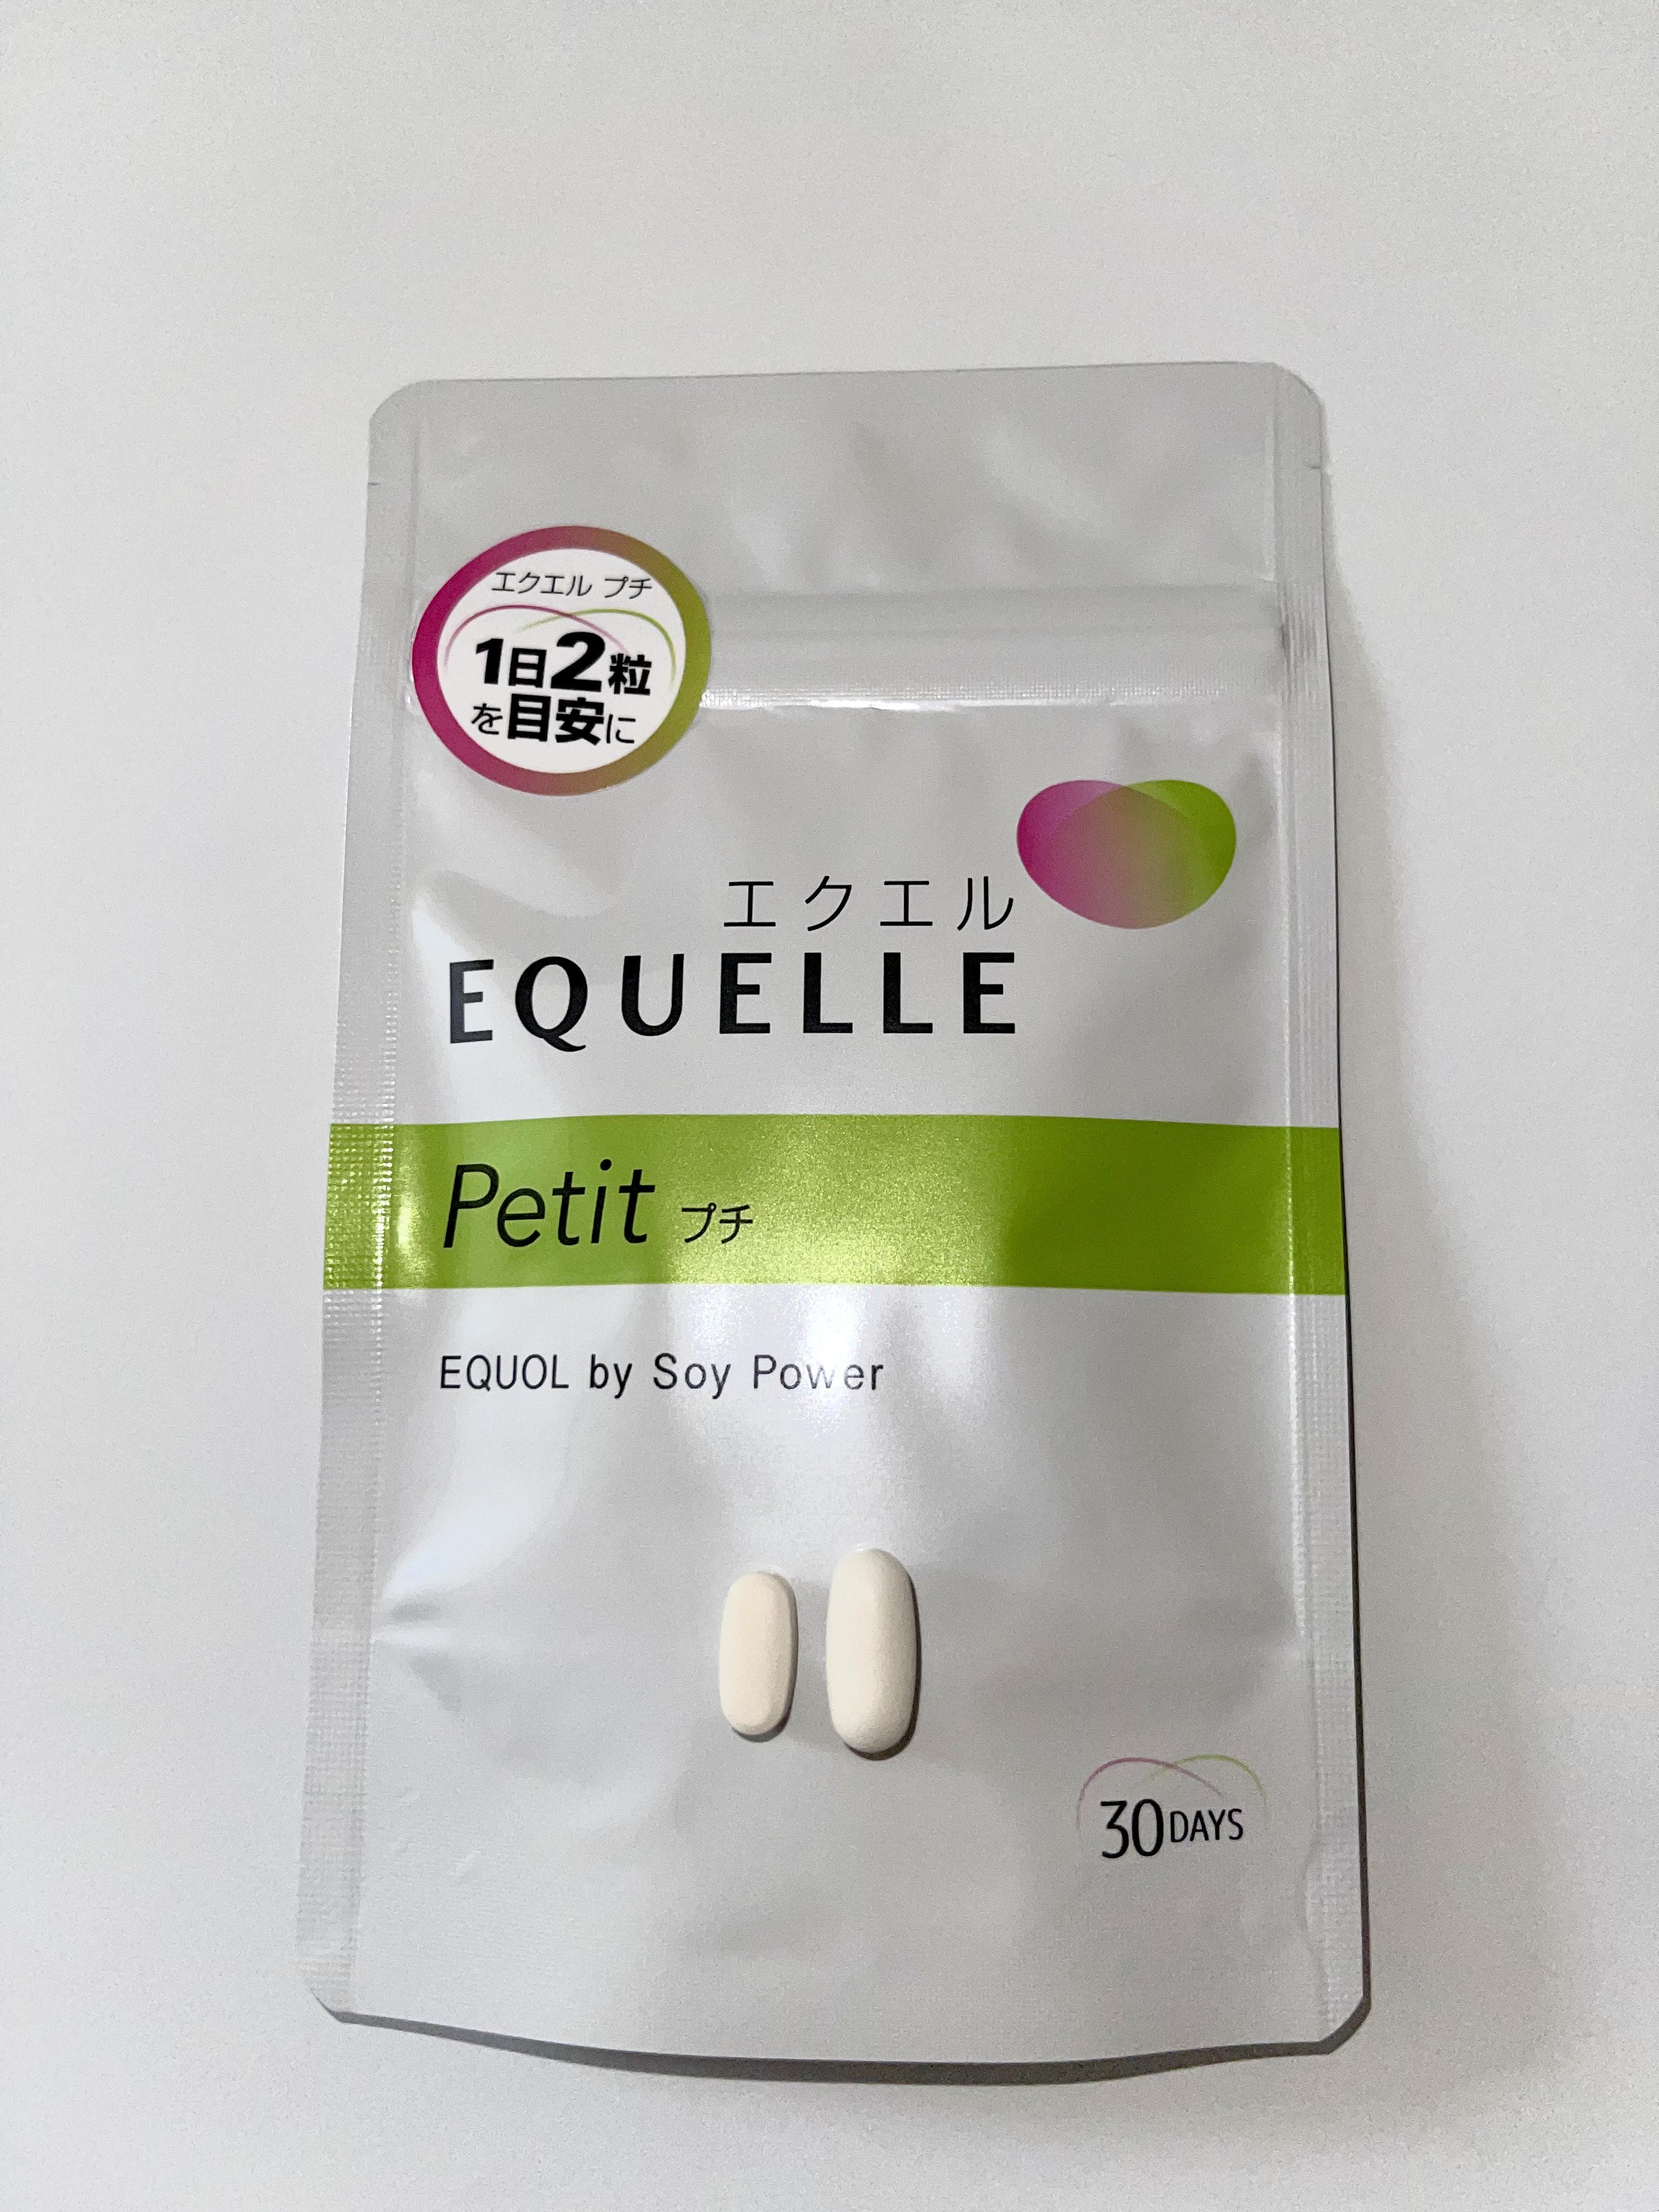 エクエル プチ
1日2粒
を目安に
エクエル
EQUELLE
Petit プチ
EQUOL by Soy Power
30DAYS